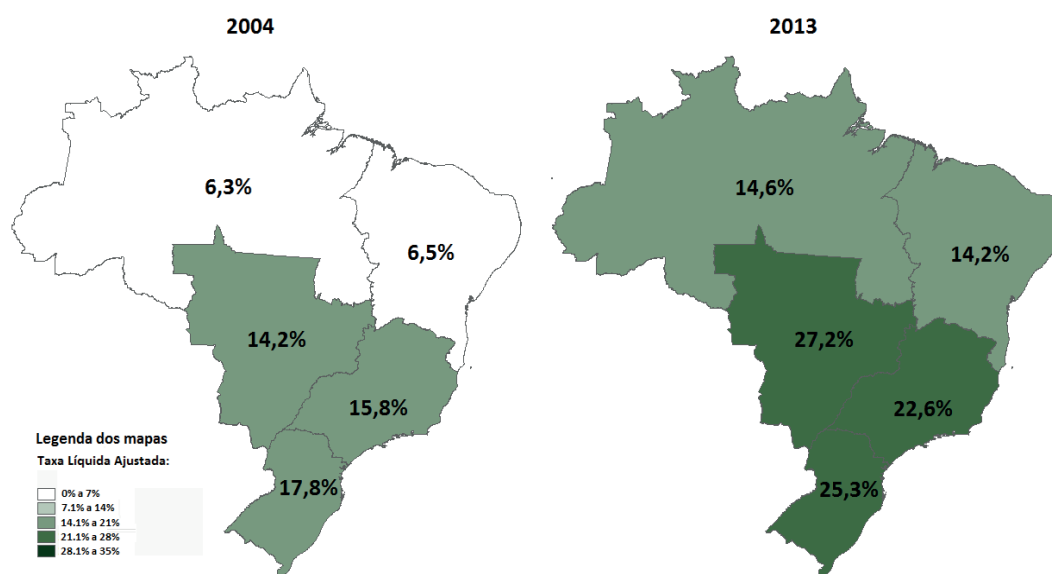 2004
6,3%
6,5%
14,2%
15,8%
17,8%
Legenda dos mapas
Taxa Líquida Ajustada:
0% a 7%
7.1% a 14%
14.1% a 21%
21.1% a 28%
28.1% a 35%
2013
14,6%
14,2%
27,2%
22,6%
25,3%